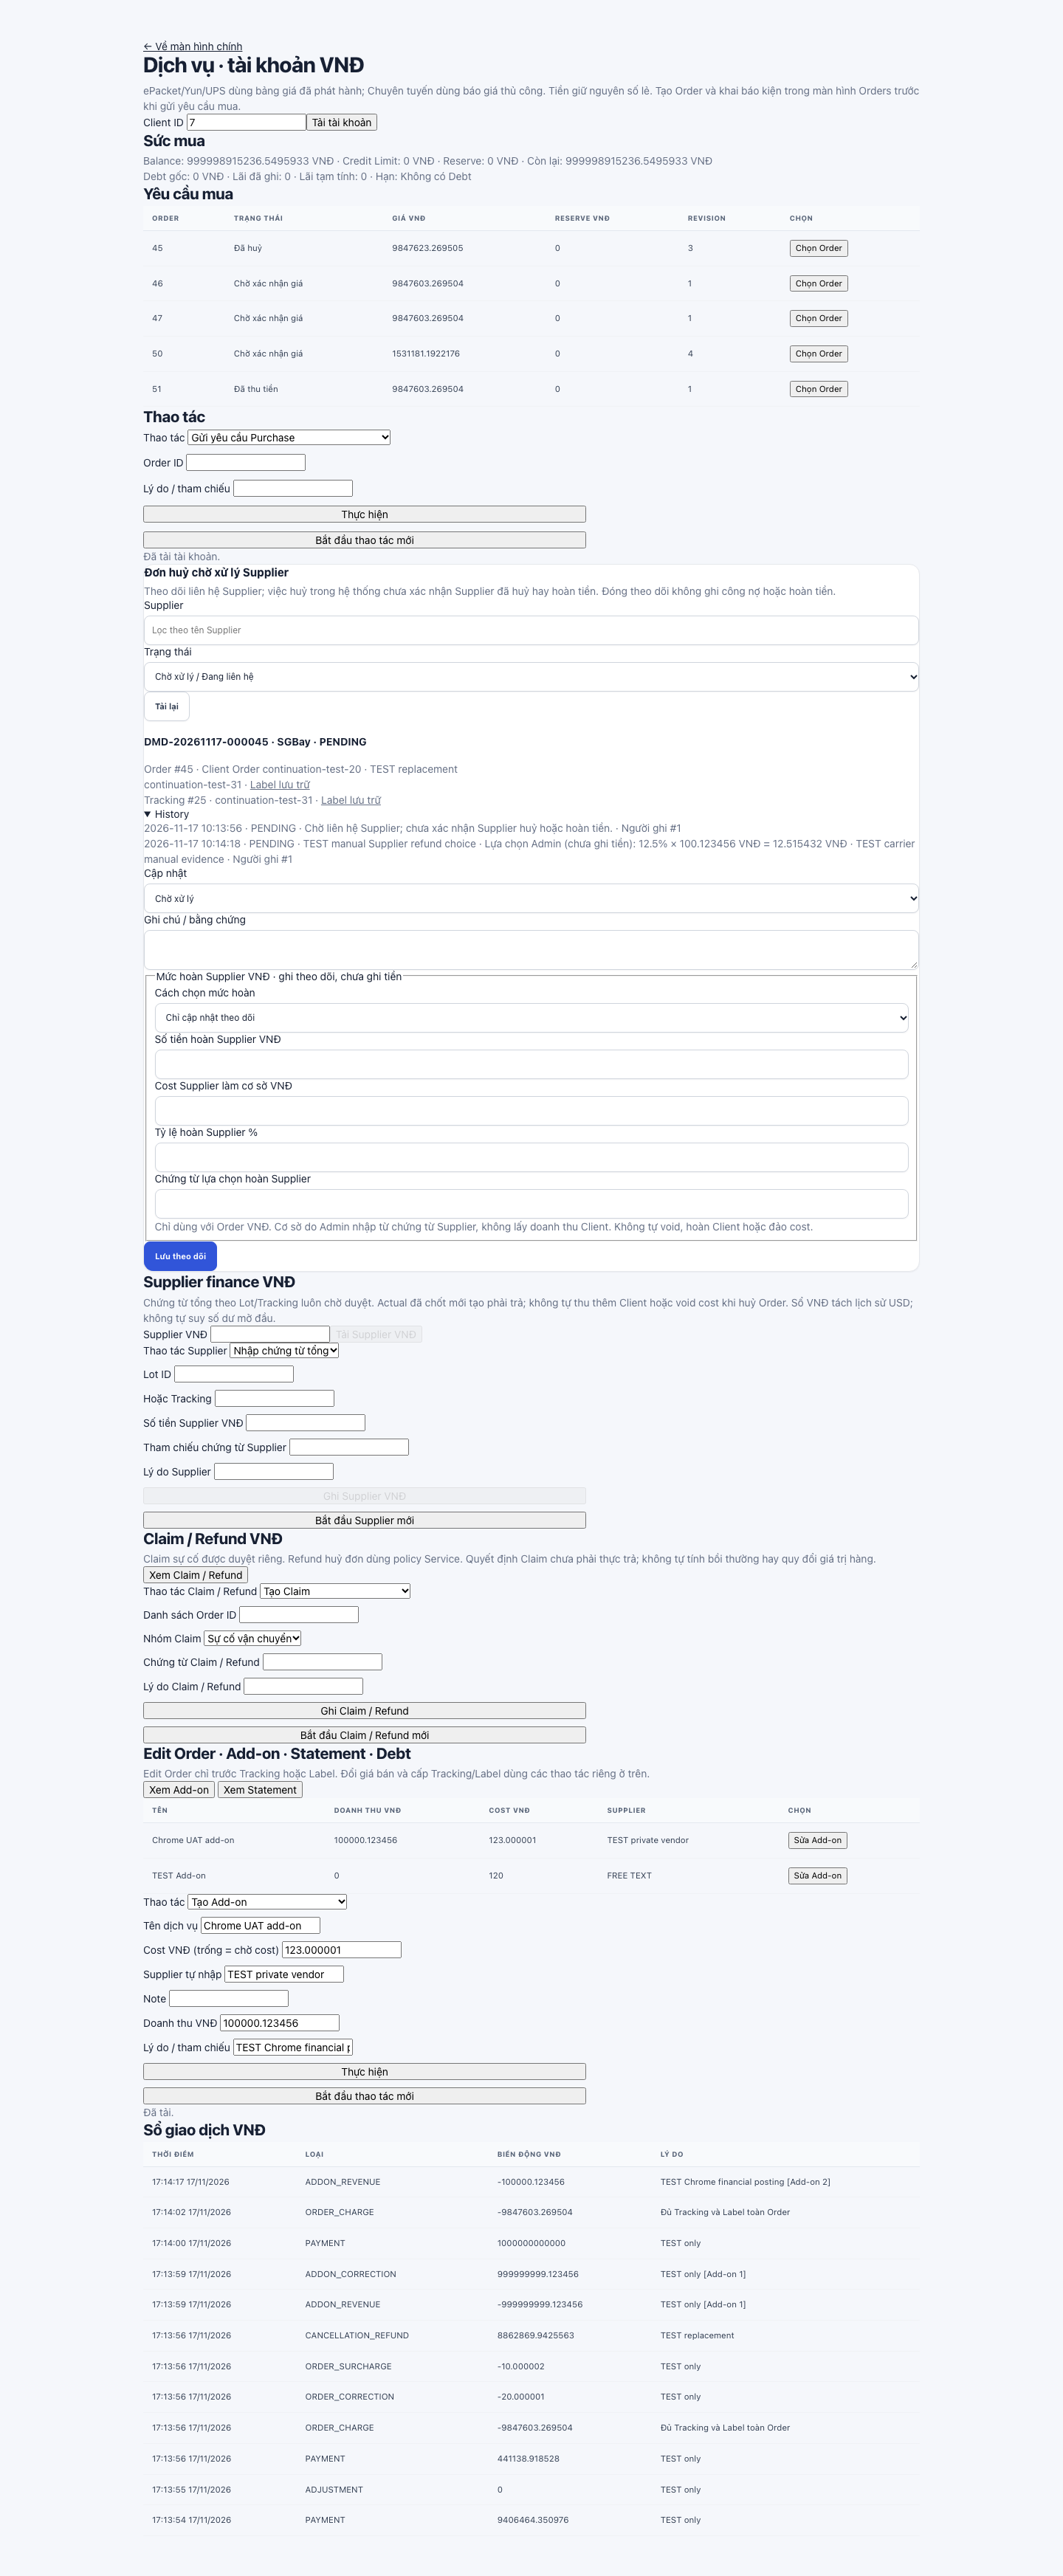 ← Về màn hình chính
Dịch vụ · tài khoản VNĐ
ePacket/Yun/UPS dùng bảng giá đã phát hành; Chuyên tuyến dùng báo giá thủ công. Tiền giữ nguyên số lẻ. Tạo Order và khai báo kiện trong màn hình Orders trước
khi gửi yêu cầu mua.
Client ID 7 Tải tài khoản
Sức mua
Balance: 999998915236.5495933 VNĐ · Credit Limit: 0 VNĐ · Reserve: 0 VNĐ · Còn lại: 999998915236.5495933 VNĐ
Debt gốc: 0 VNĐ · Lãi đã ghi: 0 · Lãi tạm tính: 0 · Hạn: Không có Debt
Yêu cầu mua
ORDER TRẠNG THÁI GIÁ VNĐ RESERVE VNĐ REVISION CHỌN
45 Đã huỷ 9847623.269505 0 3 Chọn Order
46 Chờ xác nhận giá 9847603.269504 0 1 Chọn Order
47 Chờ xác nhận giá 9847603.269504 0 1 Chọn Order
50 Chờ xác nhận giá 1531181.1922176 0 4 Chọn Order
51 Đã thu tiền 9847603.269504 0 1 Chọn Order
Thao tác
Thao tác Gửi yêu cầu Purchase
Order ID
Lý do / tham chiếu
Thực hiện
Bắt đầu thao tác mới
Đã tải tài khoản.
Đơn huỷ chờ xử lý Supplier
Theo dõi liên hệ Supplier; việc huỷ trong hệ thống chưa xác nhận Supplier đã huỷ hay hoàn tiền. Đóng theo dõi không ghi công nợ hoặc hoàn tiền.
Supplier
Lọc theo tên Supplier
Trạng thái
Chờ xử lý / Đang liên hệ
Tải lại
DMD-20261117-000045 · SGBay · PENDING
Order #45 · Client Order continuation-test-20 · TEST replacement
continuation-test-31 · Label lưu trữ
Tracking #25 · continuation-test-31 · Label lưu trữ
▼ History
2026-11-17 10:13:56 · PENDING · Chờ liên hệ Supplier; chưa xác nhận Supplier huỷ hoặc hoàn tiền. · Người ghi #1
2026-11-17 10:14:18 · PENDING · TEST manual Supplier refund choice · Lựa chọn Admin (chưa ghi tiền): 12.5% × 100.123456 VNĐ = 12.515432 VNĐ · TEST carrier
manual evidence · Người ghi #1
Cập nhật
Chờ xử lý
Ghi chú / bằng chứng
Mức hoàn Supplier VNĐ · ghi theo dõi, chưa ghi tiền
Cách chọn mức hoàn
Chỉ cập nhật theo dõi
Số tiền hoàn Supplier VNĐ
Cost Supplier làm cơ sở VNĐ
Tỷ lệ hoàn Supplier %
Chứng từ lựa chọn hoàn Supplier
Chỉ dùng với Order VNĐ. Cơ sở do Admin nhập từ chứng từ Supplier, không lấy doanh thu Client. Không tự void, hoàn Client hoặc đảo cost.
Lưu theo dõi
Supplier finance VNĐ
Chứng từ tổng theo Lot/Tracking luôn chờ duyệt. Actual đã chốt mới tạo phải trả; không tự thu thêm Client hoặc void cost khi huỷ Order. Số VNĐ tách lịch sử USD;
không tự suy số dư mở đầu.
Supplier VNĐ Tải Supplier VNĐ
Thao tác Supplier Nhập chứng từ tổng
Lot ID
Hoặc Tracking
Số tiền Supplier VNĐ
Tham chiếu chứng từ Supplier
Lý do Supplier
Ghi Supplier VNĐ
Bắt đầu Supplier mới
Claim / Refund VNĐ
Claim sự cố được duyệt riêng. Refund huỷ đơn dùng policy Service. Quyết định Claim chưa phải thực trả; không tự tính bồi thường hay quy đổi giá trị hàng.
Xem Claim / Refund
Thao tác Claim / Refund Tạo Claim
Danh sách Order ID
Nhóm Claim Sự cố vận chuyển
Chứng từ Claim / Refund
Lý do Claim / Refund
Ghi Claim / Refund
Bắt đầu Claim / Refund mới
Edit Order · Add-on · Statement · Debt
Edit Order chỉ trước Tracking hoặc Label. Đổi giá bán và cấp Tracking/Label dùng các thao tác riêng ở trên.
Xem Add-on Xem Statement
TÊN DOANH THU VNĐ COST VNĐ SUPPLIER CHỌN
Chrome UAT add-on 100000.123456 123.000001 TEST private vendor Sửa Add-on
TEST Add-on 0 120 FREE TEXT Sửa Add-on
Thao tác Tạo Add-on
Tên dịch vụ Chrome UAT add-on
Cost VNĐ (trống = chờ cost) 123.000001
Supplier tự nhập TEST private vendor
Note
Doanh thu VNĐ 100000.123456
Lý do / tham chiếu TEST Chrome financial p
Thực hiện
Bắt đầu thao tác mới
Đã tải.
Sổ giao dịch VNĐ
THỜI ĐIỂM LOẠI BIẾN ĐỘNG VNĐ LÝ DO
17:14:17 17/11/2026 ADDON_REVENUE -100000.123456 TEST Chrome financial posting [Add-on 2]
17:14:02 17/11/2026 ORDER_CHARGE -9847603.269504 Đủ Tracking và Label toàn Order
17:14:00 17/11/2026 PAYMENT 1000000000000 TEST only
17:13:59 17/11/2026 ADDON_CORRECTION 999999999.123456 TEST only [Add-on 1]
17:13:59 17/11/2026 ADDON_REVENUE -999999999.123456 TEST only [Add-on 1]
17:13:56 17/11/2026 CANCELLATION_REFUND 8862869.9425563 TEST replacement
17:13:56 17/11/2026 ORDER_SURCHARGE -10.000002 TEST only
17:13:56 17/11/2026 ORDER_CORRECTION -20.000001 TEST only
17:13:56 17/11/2026 ORDER_CHARGE -9847603.269504 Đủ Tracking và Label toàn Order
17:13:56 17/11/2026 PAYMENT 441138.918528 TEST only
17:13:55 17/11/2026 ADJUSTMENT 0 TEST only
17:13:54 17/11/2026 PAYMENT 9406464.350976 TEST only